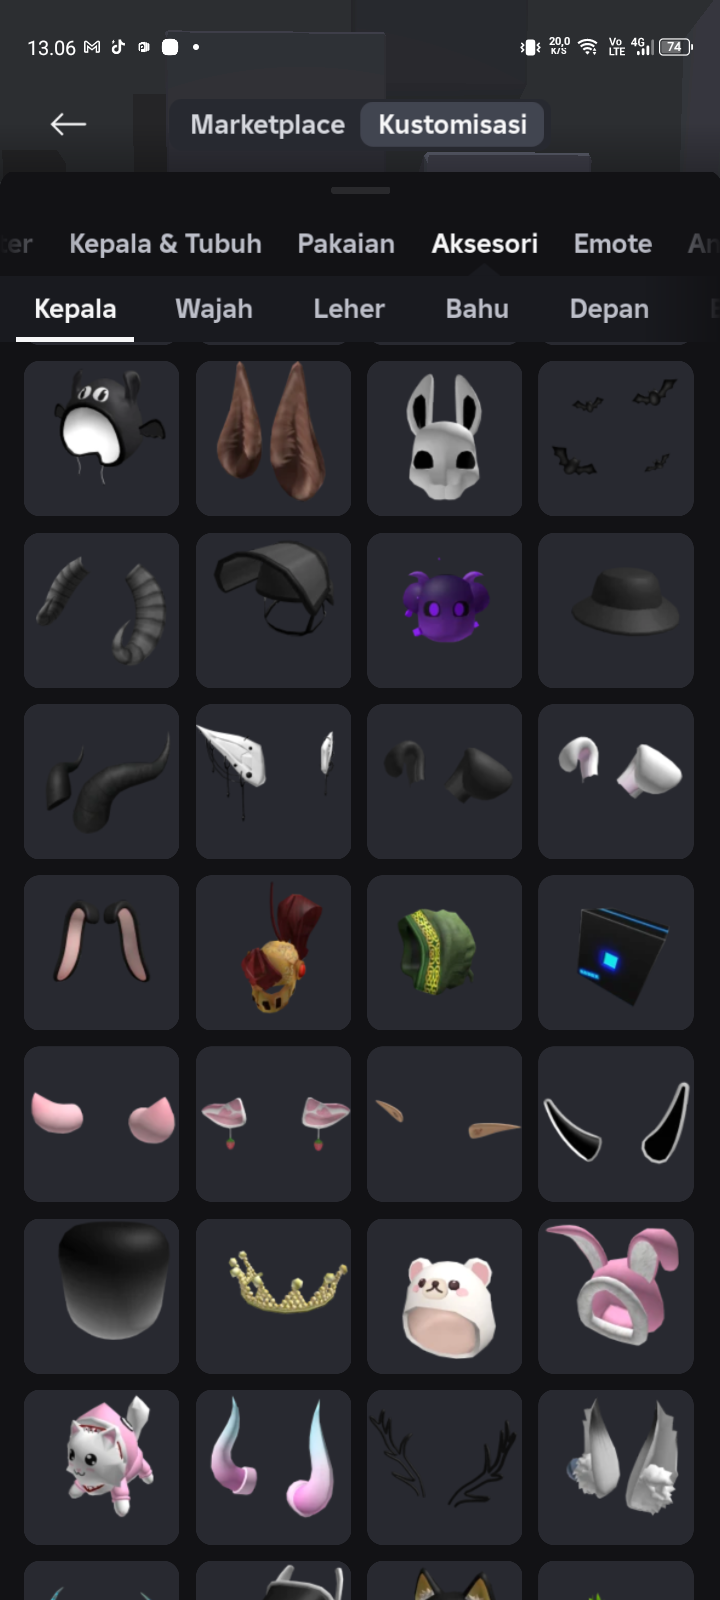 13.06
20,0
K/S
Vo
LTE
4G
74
Marketplace
Kustomisasi
Kepala & Tubuh
Pakaian
Aksesori
Emote
Kepala
Wajah
Leher
Bahu
Depan